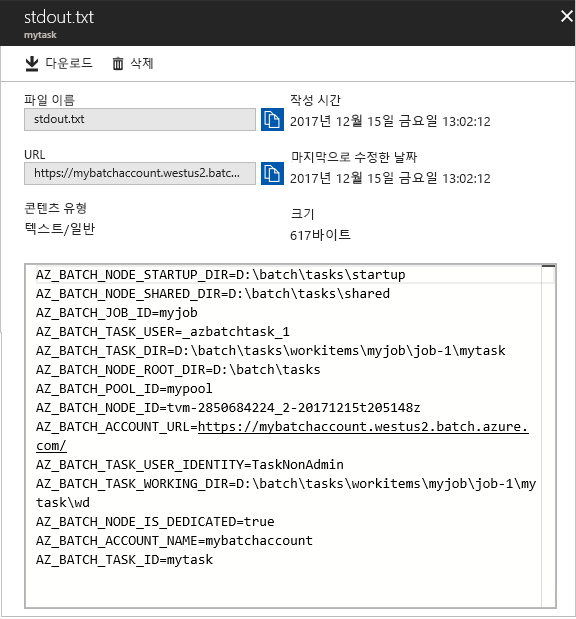 stdout.txt
mytask
다운로드 삭제
파일 이름
stdout.txt
작성 시간
2017년 12월 15일 금요일 13:02:12
URL
https://mybatchaccount.westus2.batc...
마지막으로 수정한 날짜
2017년 12월 15일 금요일 13:02:12
콘텐츠 유형
텍스트/일반
크기
617바이트
AZ_BATCH_NODE_STARTUP_DIR=D:\batch\tasks\startup
AZ_BATCH_NODE_SHARED_DIR=D:\batch\tasks\shared
AZ_BATCH_JOB_ID=myjob
AZ_BATCH_TASK_USER=_azbatchtask_1
AZ_BATCH_TASK_DIR=D:\batch\tasks\workitems\myjob\job-1\mytask
AZ_BATCH_NODE_ROOT_DIR=D:\batch\tasks
AZ_BATCH_POOL_ID=mypool
AZ_BATCH_NODE_ID=tvm-2850684224_2-20171215t205148z
AZ_BATCH_ACCOUNT_URL=https://mybatchaccount.westus2.batch.azure.
com/
AZ_BATCH_TASK_USER_IDENTITY=TaskNonAdmin
AZ_BATCH_TASK_WORKING_DIR=D:\batch\tasks\workitems\myjob\job-1\my
task\wd
AZ_BATCH_NODE_IS_DEDICATED=true
AZ_BATCH_ACCOUNT_NAME=mybatchaccount
AZ_BATCH_TASK_ID=mytask